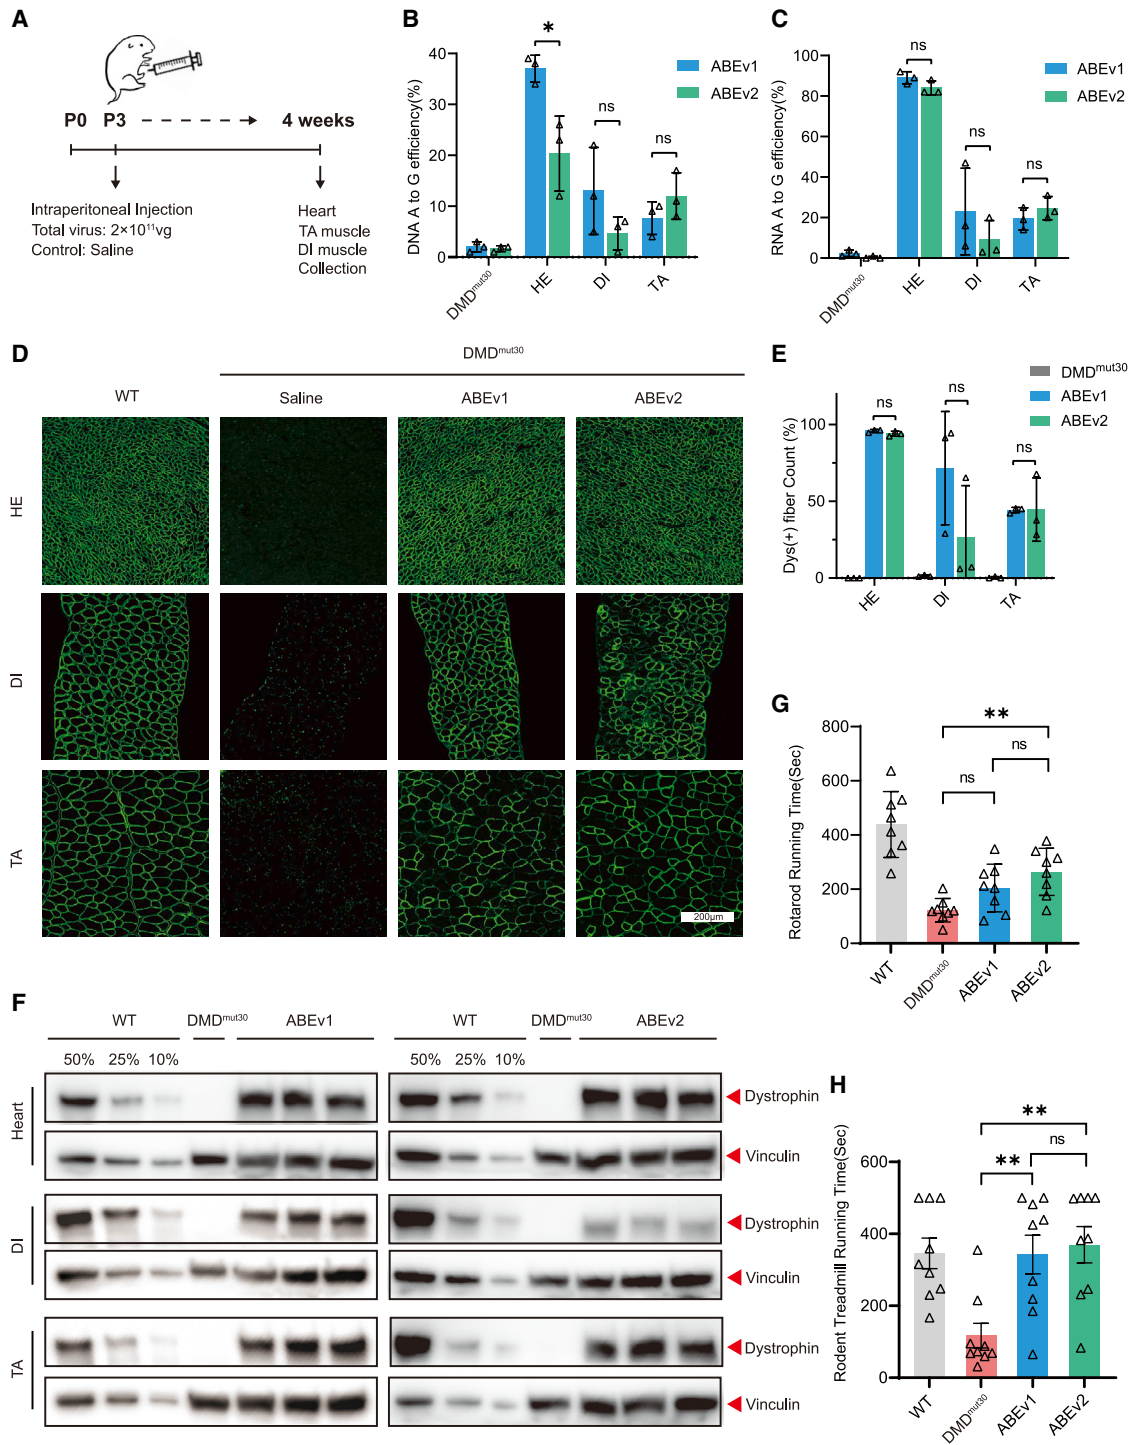 A
P0 P3 4 weeks
Intraperitoneal Injection
Total virus: 2×10¹¹vg
Control: Saline
Heart
TA muscle
DI muscle
Collection
B
DNA A to G efficiency(%)
40
30
20
10
0
*
ns
ns
ABEv1
ABEv2
DMDᵐᵘᵗ³⁰
HE
DI
TA
C
RNA A to G efficiency(%)
100
80
60
40
20
0
ns
ns
ns
ABEv1
ABEv2
DMDᵐᵘᵗ³⁰
HE
DI
TA
D
DMDᵐᵘᵗ³⁰
WT Saline ABEv1 ABEv2
HE
DI
TA
200μm
E
Dys(+) fiber Count (%)
100
50
0
ns
ns
ns
DMDᵐᵘᵗ³⁰
ABEv1
ABEv2
HE
DI
TA
F
WT DMDᵐᵘᵗ³⁰ ABEv1 WT DMDᵐᵘᵗ³⁰ ABEv2
50% 25% 10% 50% 25% 10%
Heart
Dystrophin
Vinculin
DI
Dystrophin
Vinculin
TA
Dystrophin
Vinculin
G
Rotarod Running Time(Sec)
800
600
400
200
0
**
ns
ns
WT
DMDᵐᵘᵗ³⁰
ABEv1
ABEv2
H
Rodent Treadmill Running Time(Sec)
600
400
200
0
**
ns
**
WT
DMDᵐᵘᵗ³⁰
ABEv1
ABEv2